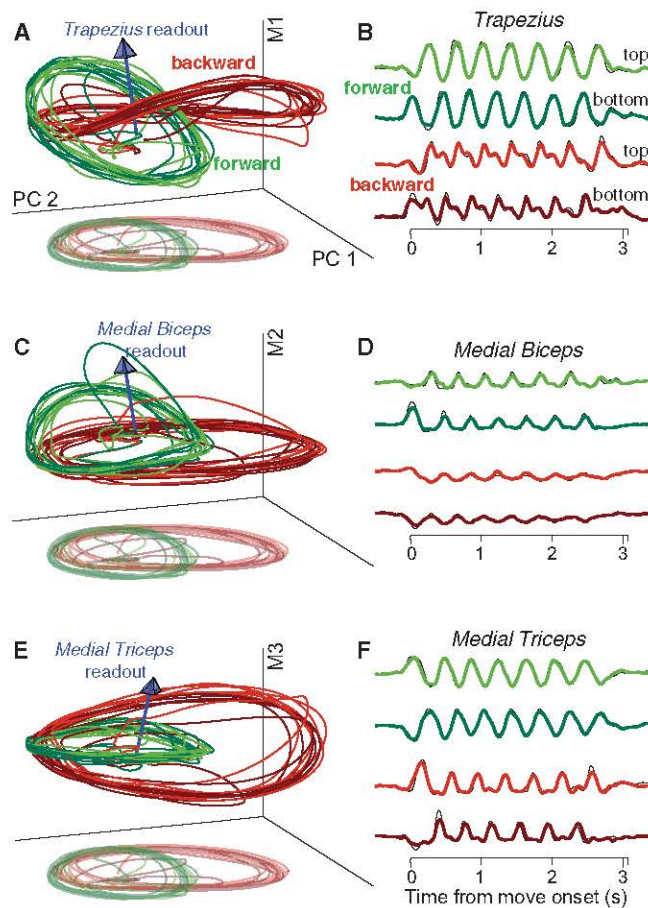 A
Trapezius readout
M1
backward
forward
PC 2
PC 1
B
Trapezius
top
forward
bottom
top
backward
bottom
0 1 2 3
C
Medial Biceps
readout
M2
D
Medial Biceps
0 1 2 3
E
Medial Triceps
readout
M3
F
Medial Triceps
0 1 2 3
Time from move onset (s)